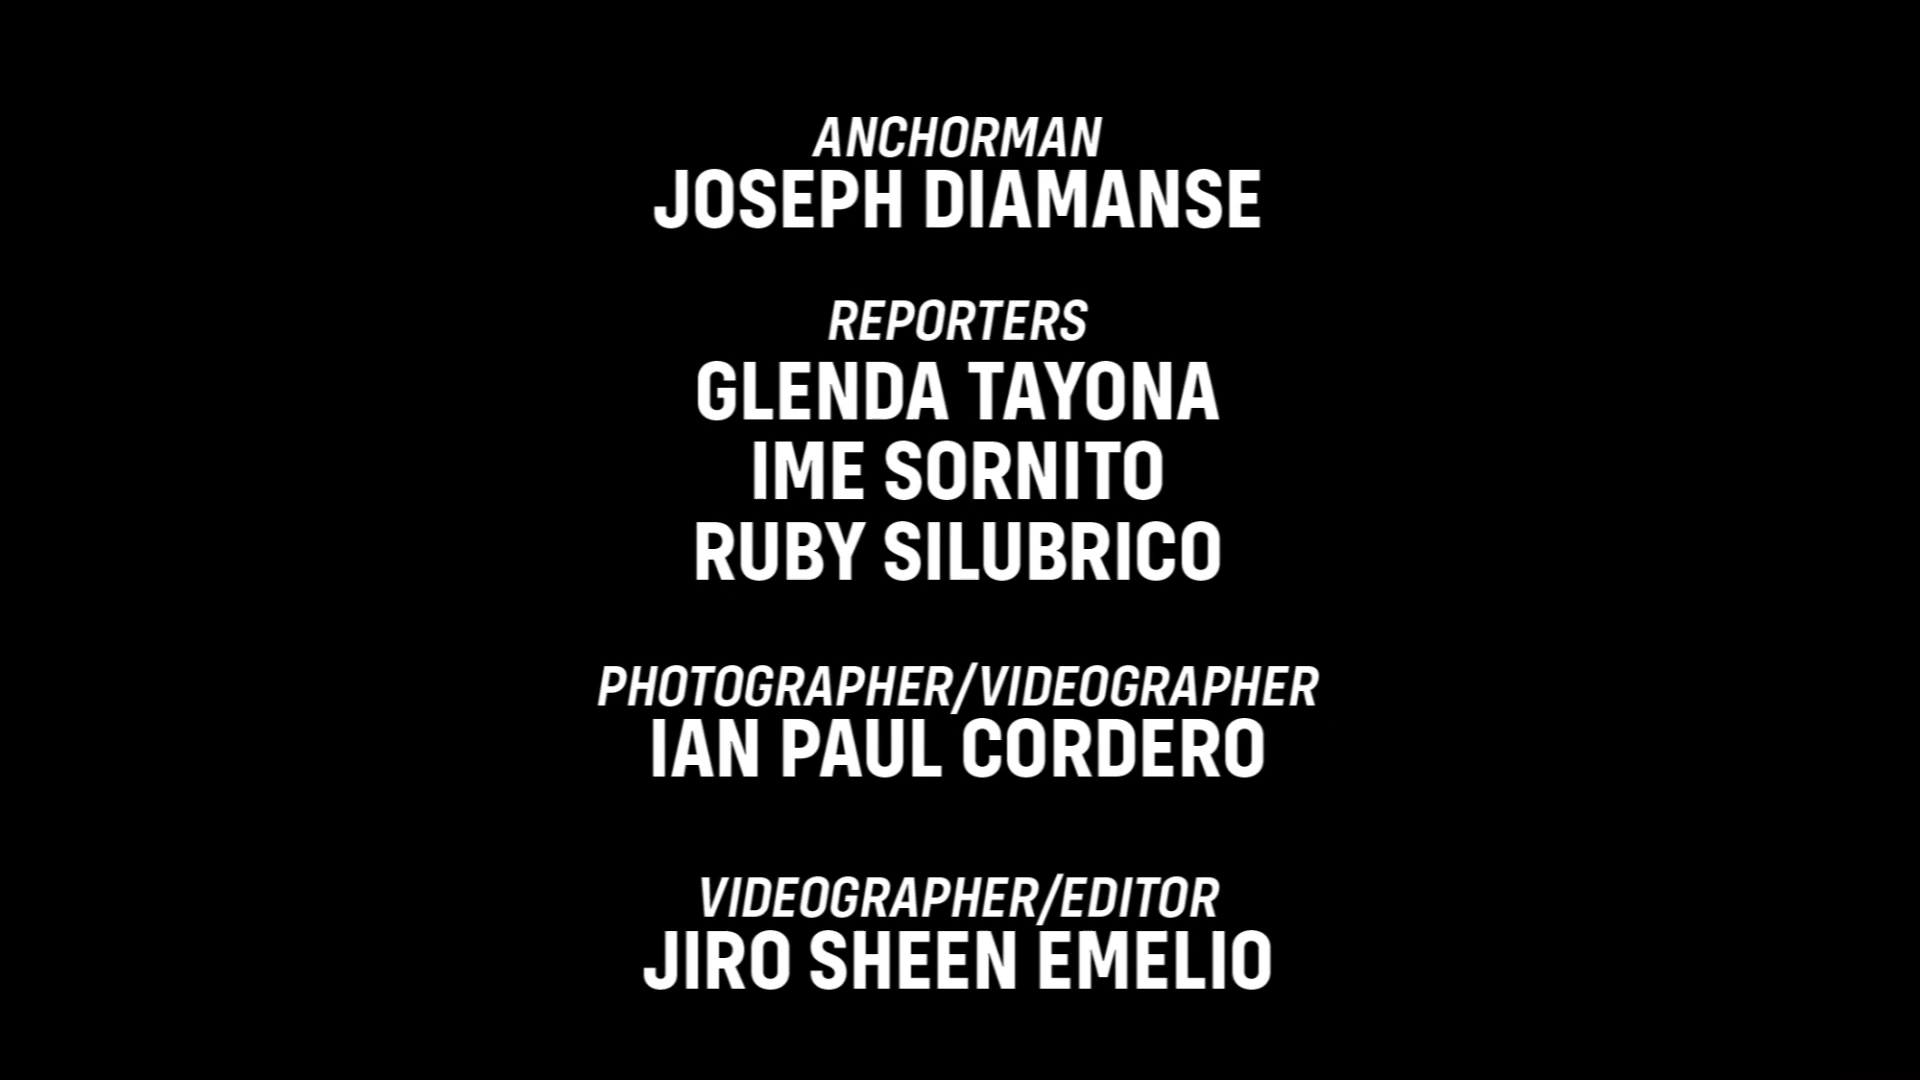 ANCHORMAN
JOSEPH DIAMANSE
REPORTERS
GLENDA TAYONA
IME SORNITO
RUBY SILUBRICO
PHOTOGRAPHER/VIDEOGRAPHER
IAN PAUL CORDERO
VIDEOGRAPHER/EDITOR
JIRO SHEEN EMELIO